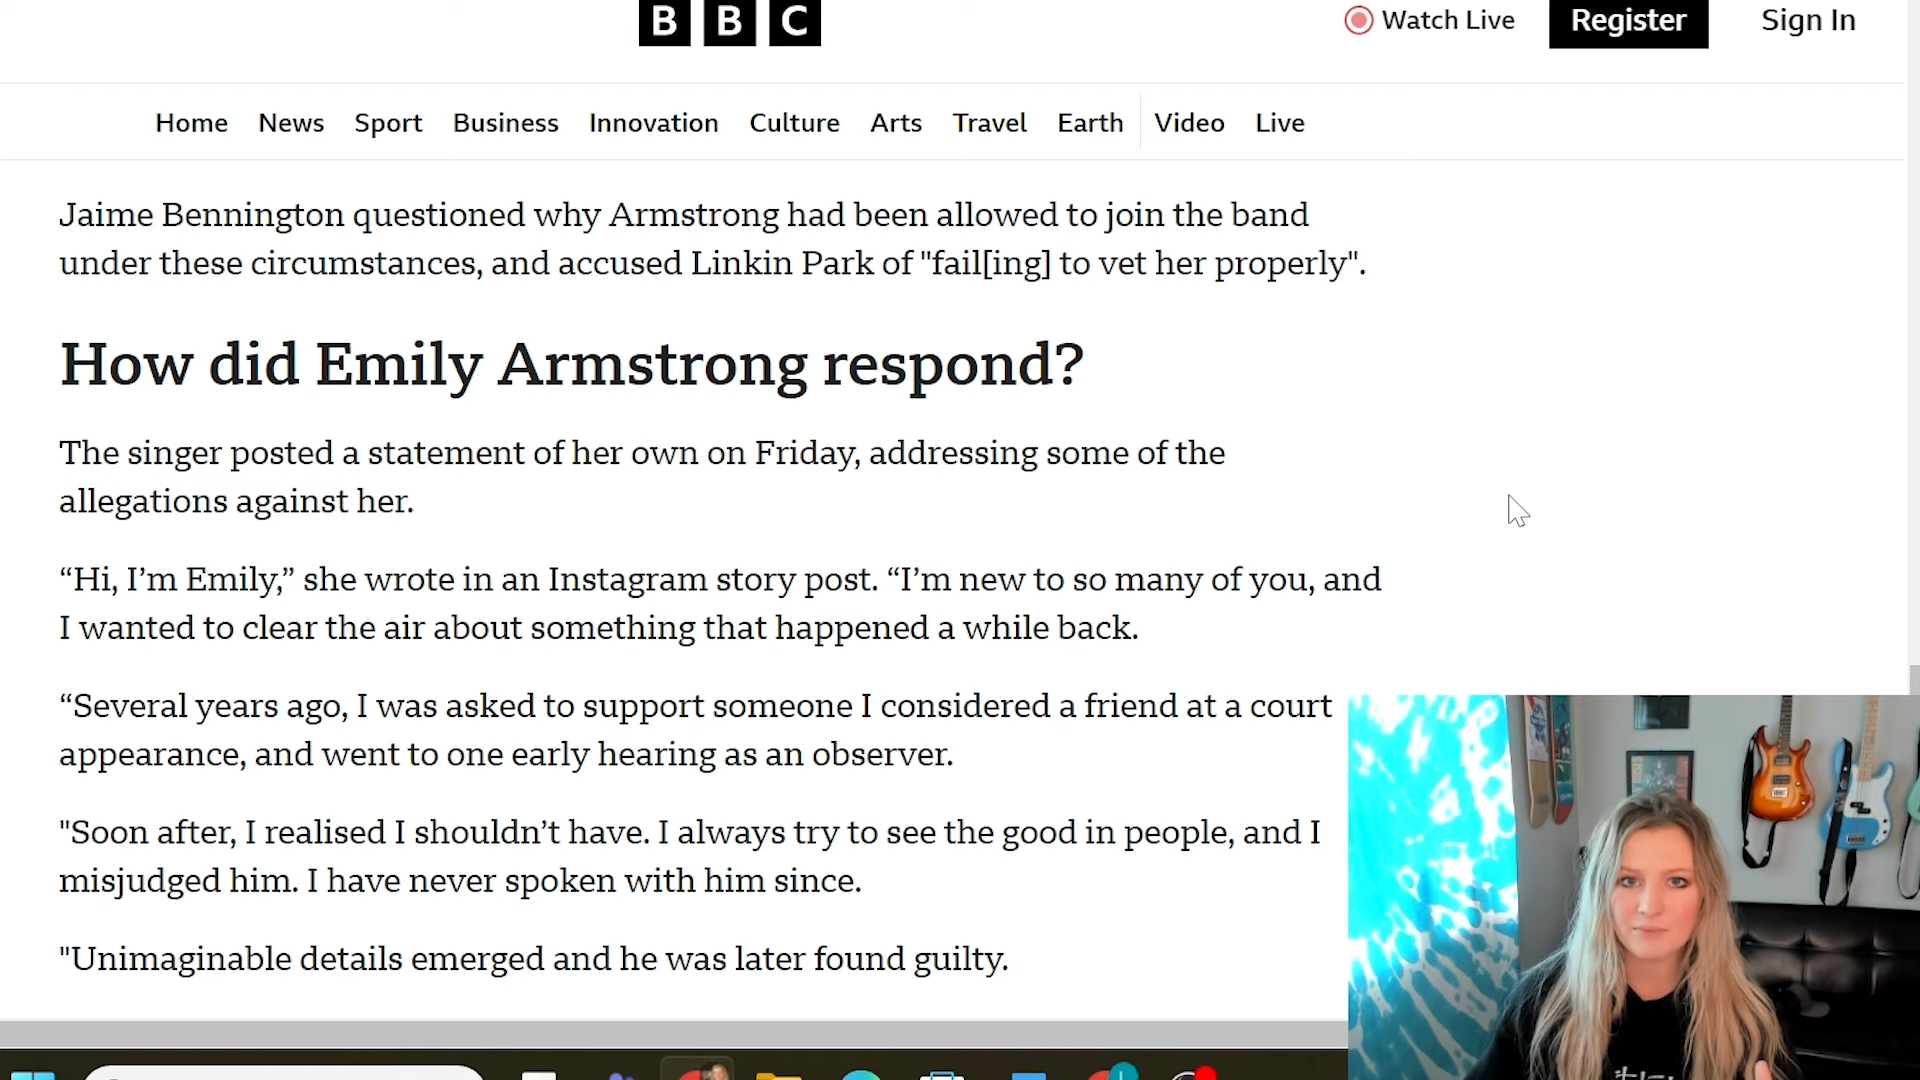 BBC
Watch Live
Register
Sign In
Home News Sport Business Innovation Culture Arts Travel Earth Video Live
Jaime Bennington questioned why Armstrong had been allowed to join the band
under these circumstances, and accused Linkin Park of "fail[ing] to vet her properly".
How did Emily Armstrong respond?
The singer posted a statement of her own on Friday, addressing some of the
allegations against her.
“Hi, I’m Emily,” she wrote in an Instagram story post. “I’m new to so many of you, and
I wanted to clear the air about something that happened a while back.
“Several years ago, I was asked to support someone I considered a friend at a court
appearance, and went to one early hearing as an observer.
"Soon after, I realised I shouldn’t have. I always try to see the good in people, and I
misjudged him. I have never spoken with him since.
"Unimaginable details emerged and he was later found guilty.